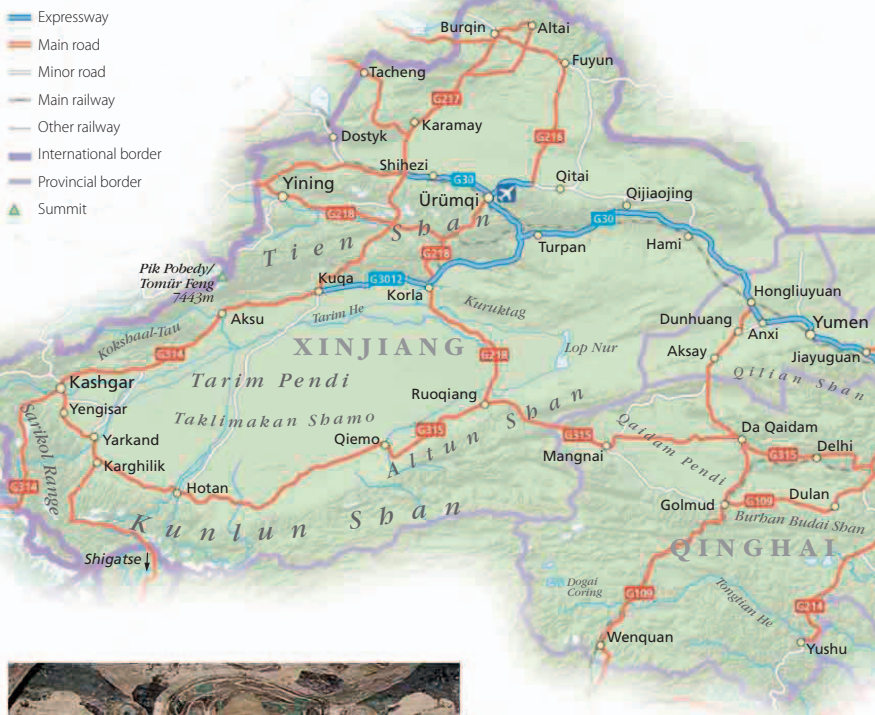 Expressway
Main road
Minor road
Main railway
Other railway
International border
Provincial border
Summit
Burqin
Altai
Fuyun
Tacheng
G217
Karamay
G216
Dostyk
Shihezi
G30
Qitai
Yining
Ürümqi
Qijiaojing
G218
G30
Tien Shan
Turpan
Hami
G218
Pik Pobedy/
Tomür Feng
7443m
Kuqa
G3012
Korla
Hongliuyuan
Kuruktag
Aksu
Tarim He
Dunhuang
Anxi
Yumen
Kokshaal-Tau
XINJIANG
Lop Nur
G314
G218
Aksay
Jiayuguan
Qilian Shan
Kashgar
Tarim Pendi
Yengisar
Taklimakan Shamo
Ruoqiang
Altun Shan
Sarikol Range
Yarkand
Qiemo
G315
G315
Qaidam Pendi
Da Qaidam
Delhi
Mangnai
G315
Karghilik
G314
Hotan
Golmud
G109
Dulan
Kunlun Shan
Burhan Budai Shan
QINGHAI
Shigatse
Dogai
Coring
G109
Tongtian He
G214
Wenquan
Yushu